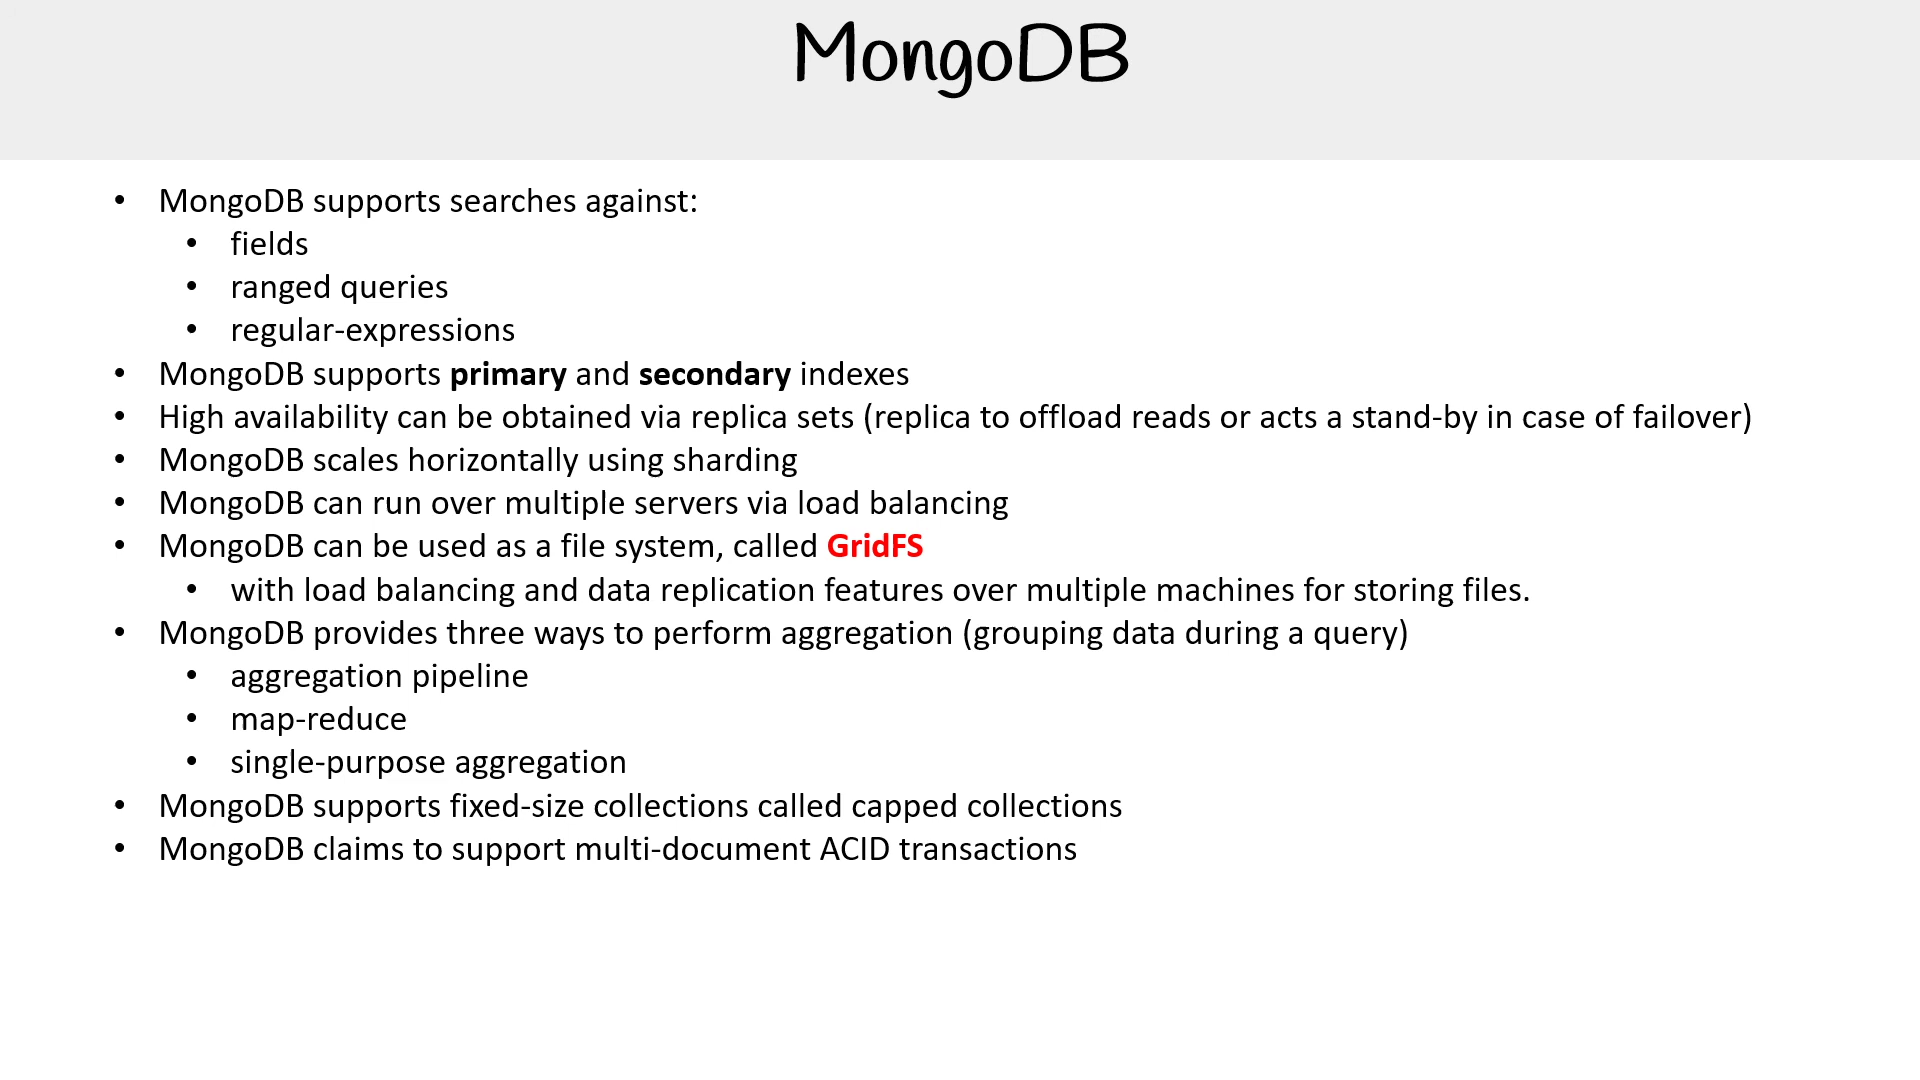 MongoDB
• MongoDB supports searches against:
• fields
• ranged queries
• regular-expressions
• MongoDB supports primary and secondary indexes
• High availability can be obtained via replica sets (replica to offload reads or acts a stand-by in case of failover)
• MongoDB scales horizontally using sharding
• MongoDB can run over multiple servers via load balancing
• MongoDB can be used as a file system, called GridFS
• with load balancing and data replication features over multiple machines for storing files.
• MongoDB provides three ways to perform aggregation (grouping data during a query)
• aggregation pipeline
• map-reduce
• single-purpose aggregation
• MongoDB supports fixed-size collections called capped collections
• MongoDB claims to support multi-document ACID transactions